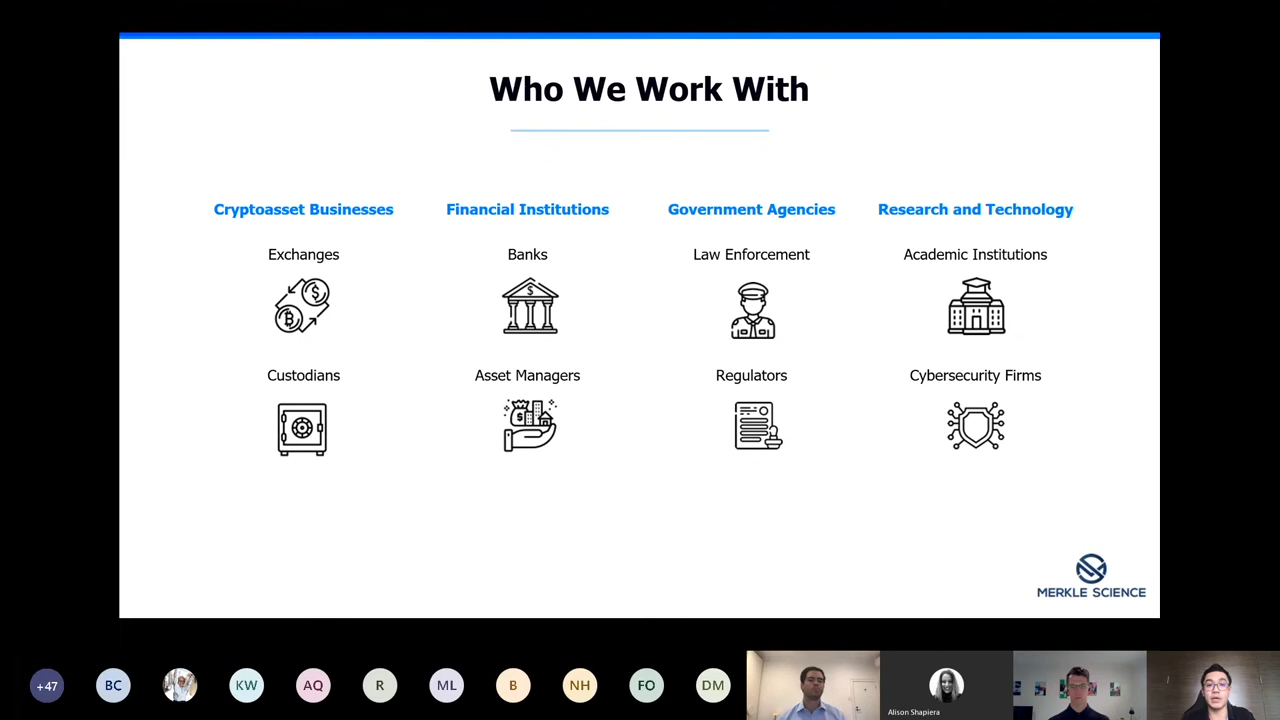 Who We Work With
Cryptoasset Businesses
Financial Institutions
Government Agencies
Research and Technology
Exchanges
Banks
Law Enforcement
Academic Institutions
Custodians
Asset Managers
Regulators
Cybersecurity Firms
MERKLE SCIENCE
+47
BC
KW
AQ
R
ML
B
NH
FO
DM
Alison Shapiera